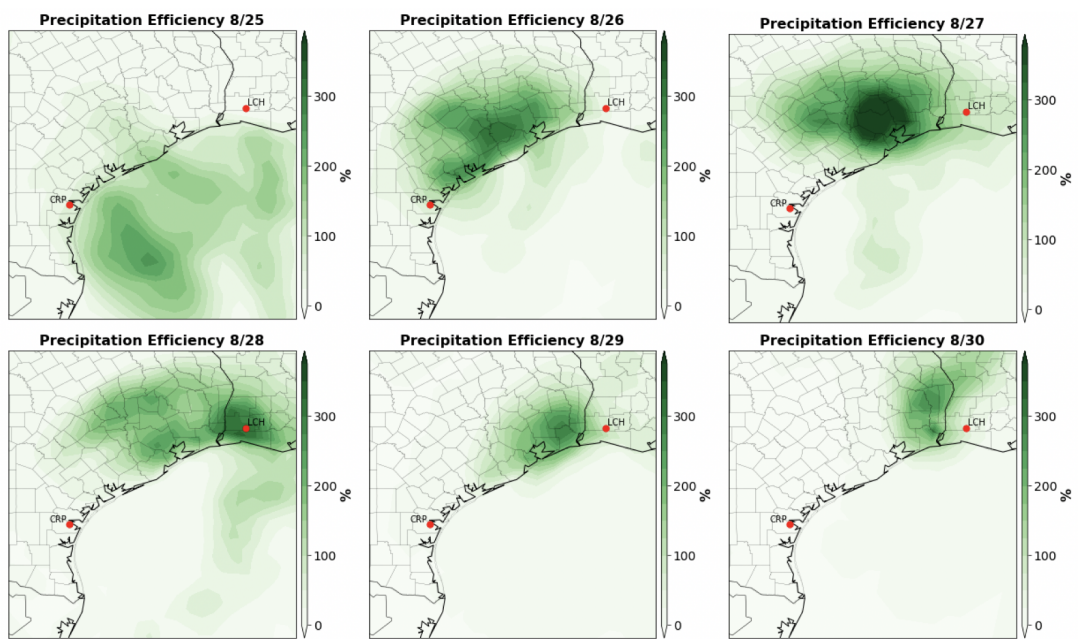 Precipitation Efficiency 8/25
LCH
CRP
300
200
100
0
%
Precipitation Efficiency 8/26
LCH
CRP
300
200
100
0
%
Precipitation Efficiency 8/27
LCH
CRP
300
200
100
0
%
Precipitation Efficiency 8/28
LCH
CRP
300
200
100
0
%
Precipitation Efficiency 8/29
LCH
CRP
300
200
100
0
%
Precipitation Efficiency 8/30
LCH
CRP
300
200
100
0
%